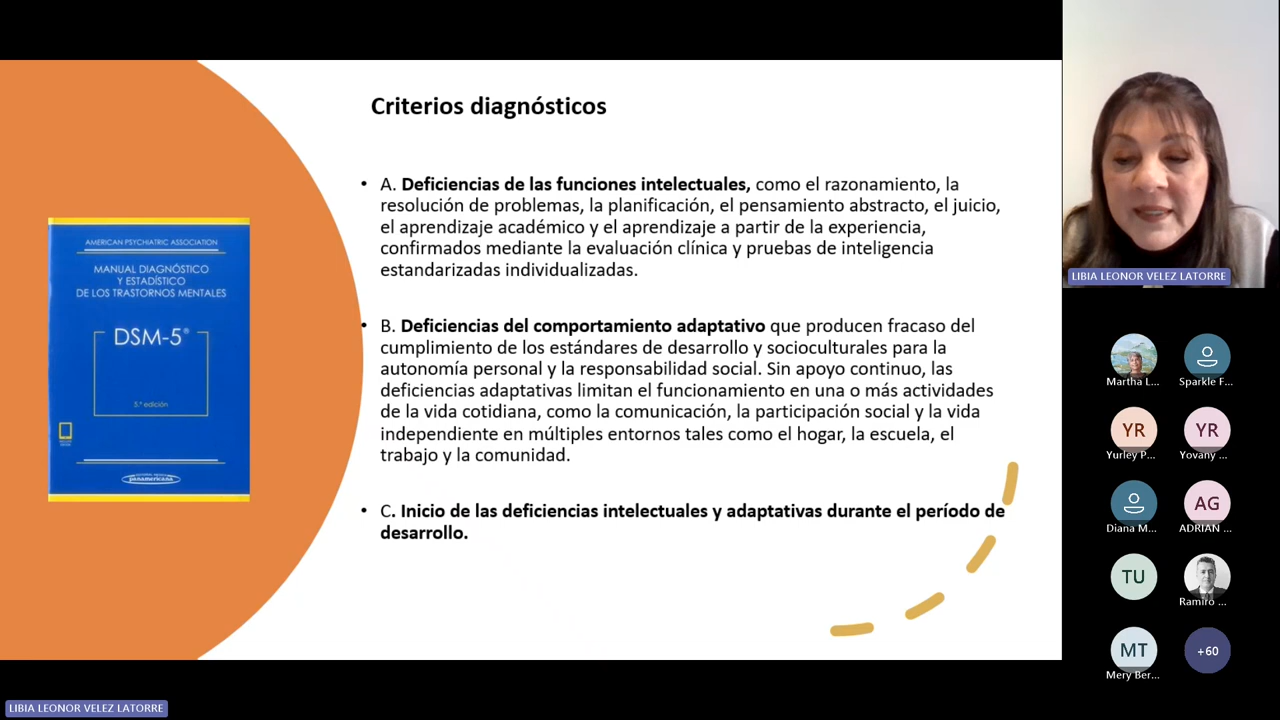 Criterios diagnósticos
• A. Deficiencias de las funciones intelectuales, como el razonamiento, la
resolución de problemas, la planificación, el pensamiento abstracto, el juicio,
el aprendizaje académico y el aprendizaje a partir de la experiencia,
confirmados mediante la evaluación clínica y pruebas de inteligencia
estandarizadas individualizadas.
• B. Deficiencias del comportamiento adaptativo que producen fracaso del
cumplimiento de los estándares de desarrollo y socioculturales para la
autonomía personal y la responsabilidad social. Sin apoyo continuo, las
deficiencias adaptativas limitan el funcionamiento en una o más actividades
de la vida cotidiana, como la comunicación, la participación social y la vida
independiente en múltiples entornos tales como el hogar, la escuela, el
trabajo y la comunidad.
• C. Inicio de las deficiencias intelectuales y adaptativas durante el período de
desarrollo.
AMERICAN PSYCHIATRIC ASSOCIATION
MANUAL DIAGNÓSTICO
Y ESTADÍSTICO
DE LOS TRASTORNOS MENTALES
DSM-5®
5.ª edición
panamericana
LIBIA LEONOR VELEZ LATORRE
Martha L...
Sparkle F...
YR
Yurley P...
YR
Yovany ...
Diana M...
AG
ADRIAN ...
TU
Ramiro ...
MT
Mery Ber...
+60
LIBIA LEONOR VELEZ LATORRE